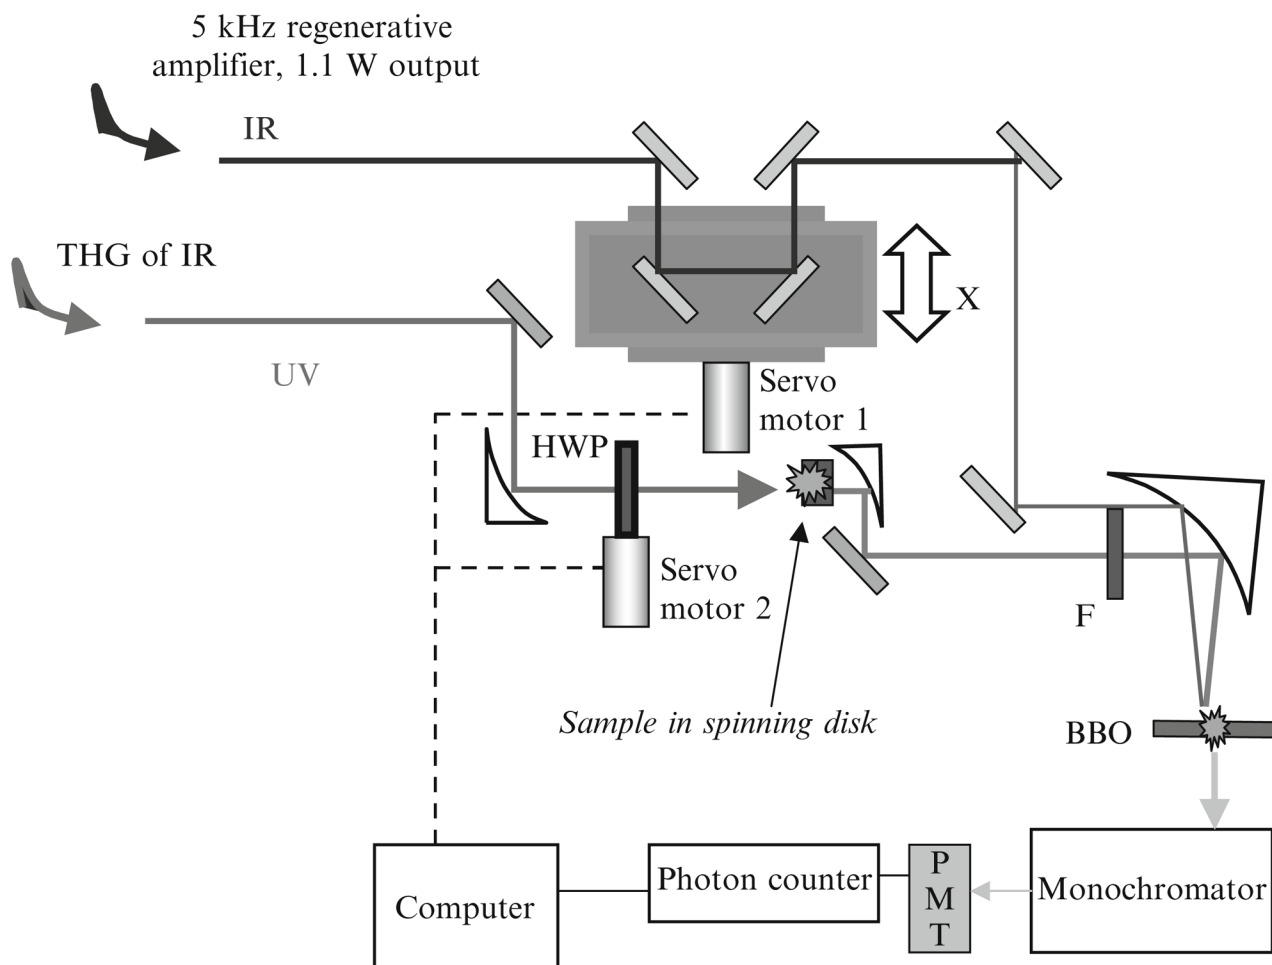 5 kHz regenerative
amplifier, 1.1 W output
IR
THG of IR
X
UV
Servo
motor 1
HWP
Servo
motor 2
F
Sample in spinning disk
BBO
P
M
T
Photon counter
Monochromator
Computer